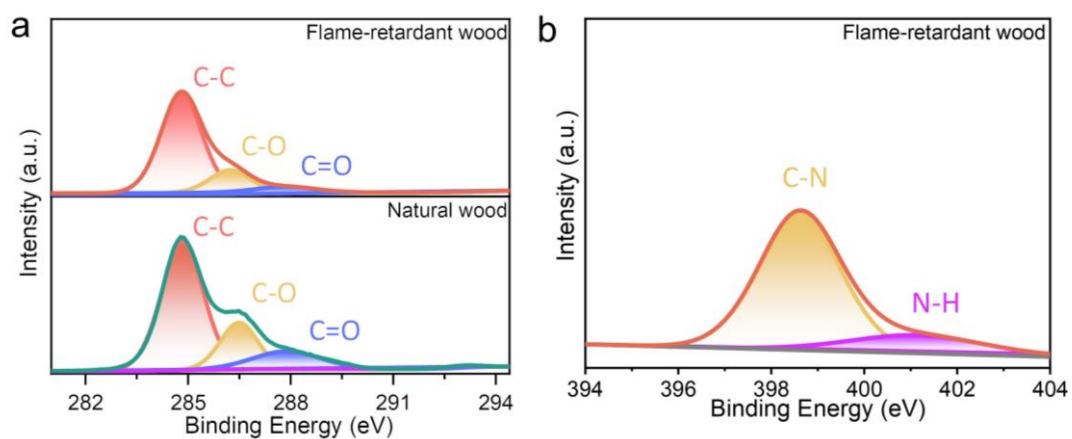 a
Flame-retardant wood
C-C
C-O
C=O
Natural wood
C-C
C-O
C=O
Intensity (a.u.)
Intensity (a.u.)
282 285 288 291 294
Binding Energy (eV)
b
Flame-retardant wood
C-N
N-H
Intensity (a.u.)
394 396 398 400 402 404
Binding Energy (eV)